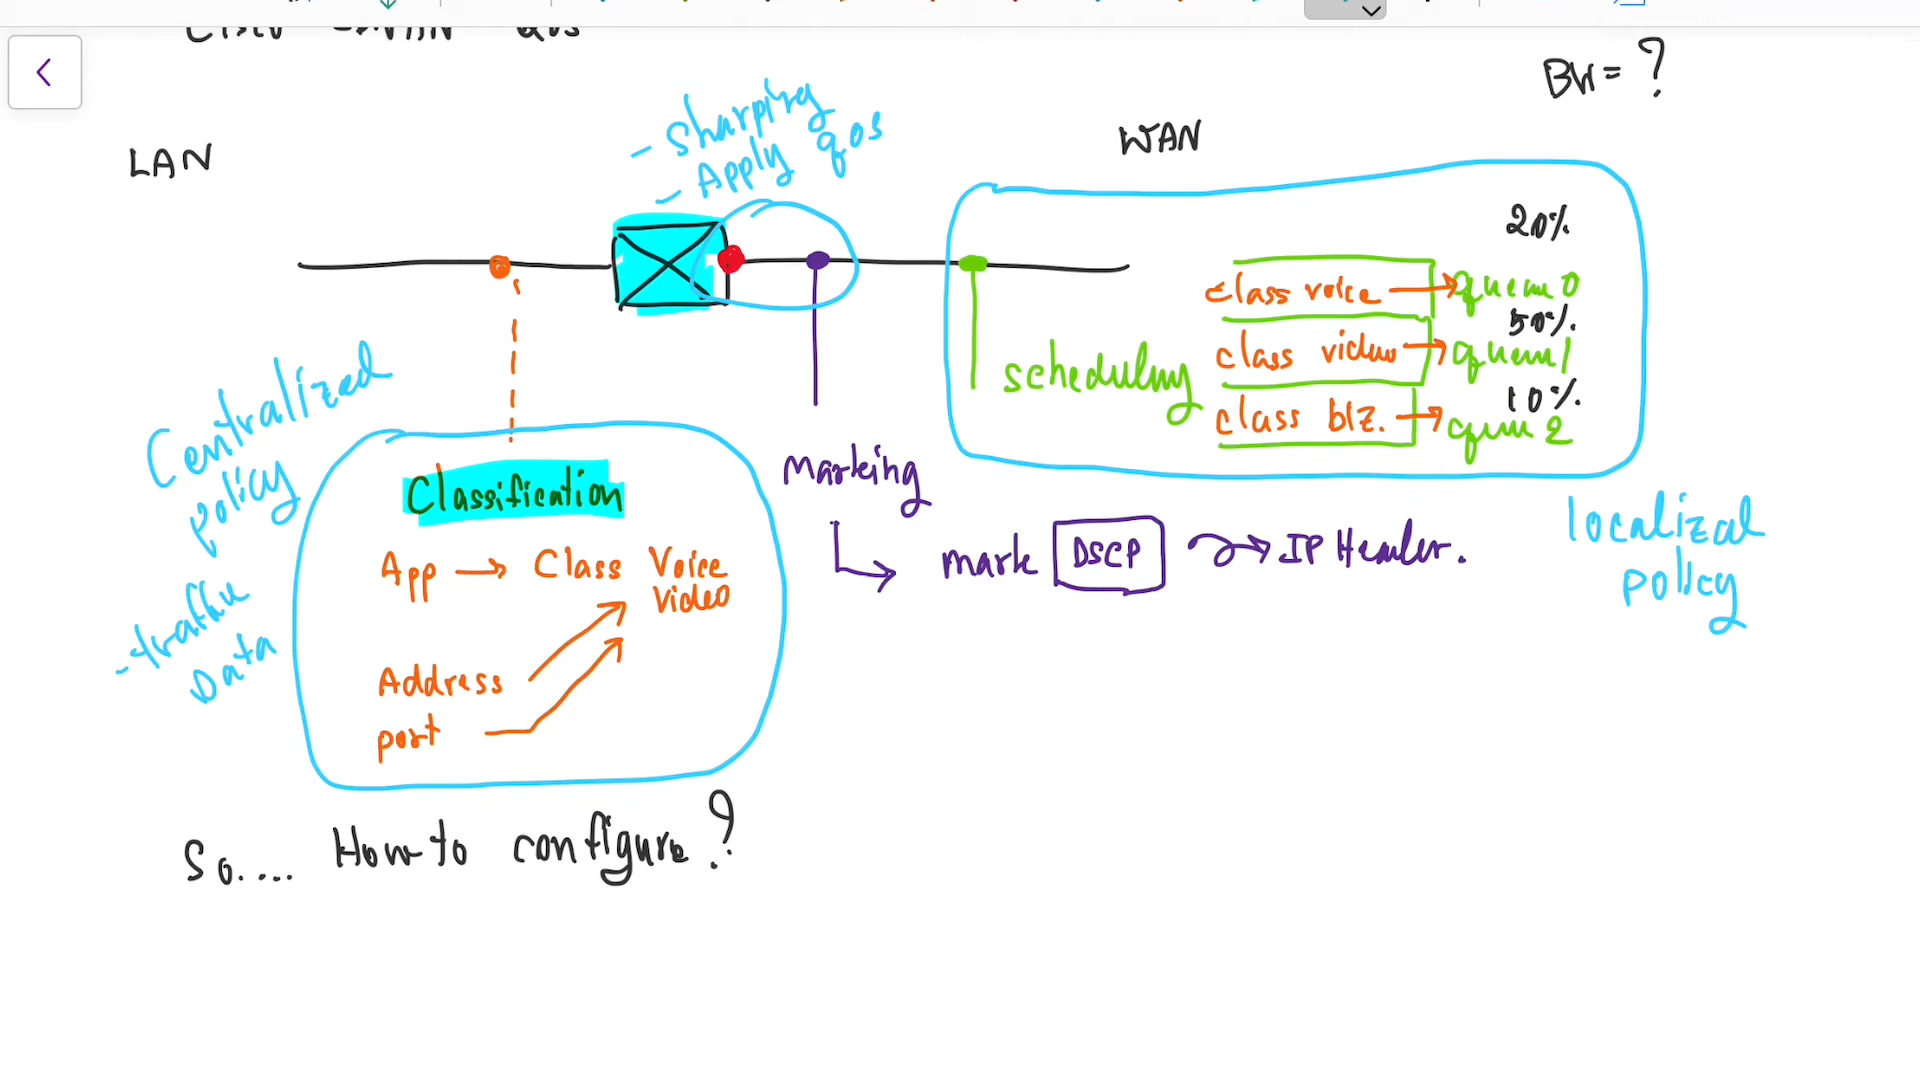 BW = ?
- Sharping
- Apply qos
LAN
WAN
20%
class voice → queue 0
50%
class video → queue 1
scheduling
10%
class biz. → queue 2
Centralized
policy
Marking
Classification
localized
policy
mark DSCP → IP Header.
App → Class Voice
Video
- traffic
Data
Address
port
So.... How to configure?